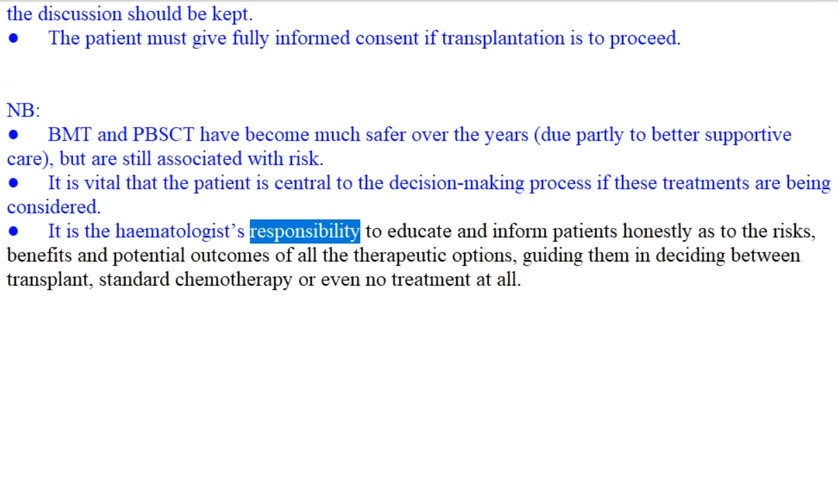 the discussion should be kept.
● The patient must give fully informed consent if transplantation is to proceed.
NB:
● BMT and PBSCT have become much safer over the years (due partly to better supportive
care), but are still associated with risk.
● It is vital that the patient is central to the decision-making process if these treatments are being
considered.
● It is the haematologist’s responsibility to educate and inform patients honestly as to the risks,
benefits and potential outcomes of all the therapeutic options, guiding them in deciding between
transplant, standard chemotherapy or even no treatment at all.